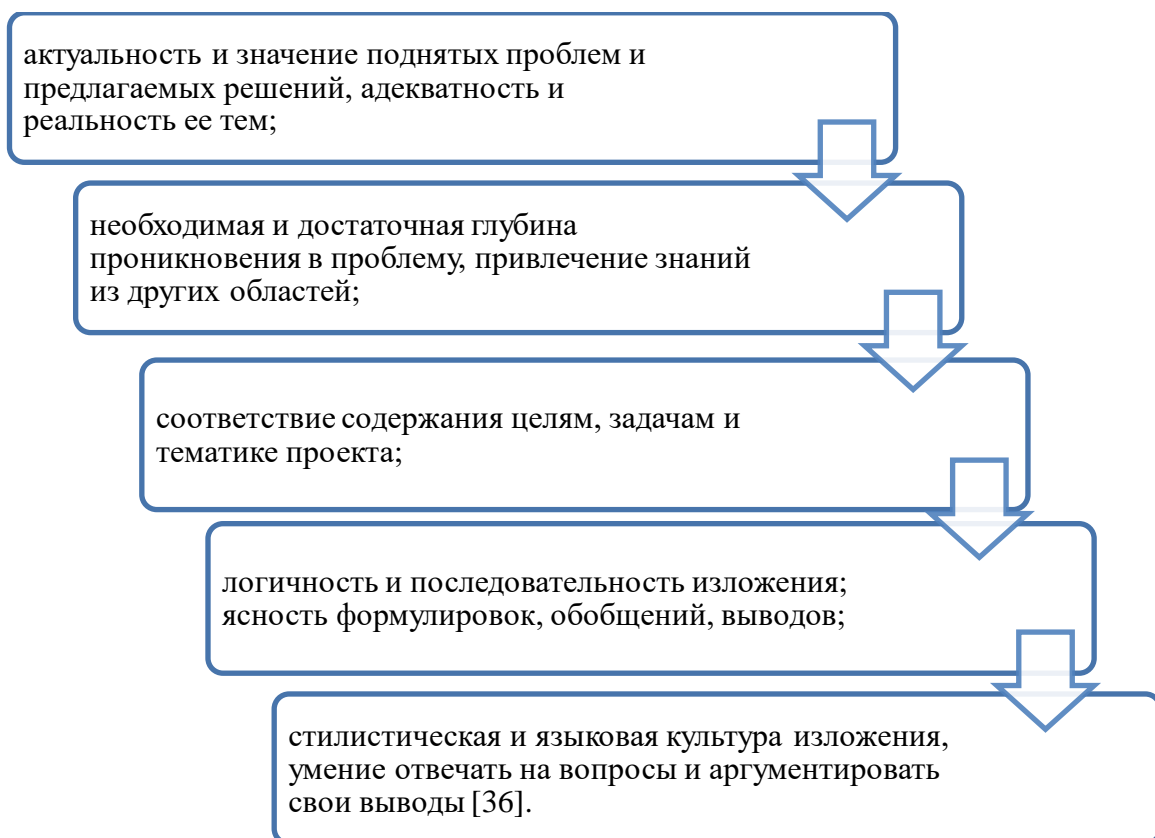 актуальность и значение поднятых проблем и
предлагаемых решений, адекватность и
реальность ее тем;
необходимая и достаточная глубина
проникновения в проблему, привлечение знаний
из других областей;
соответствие содержания целям, задачам и
тематике проекта;
логичность и последовательность изложения;
ясность формулировок, обобщений, выводов;
стилистическая и языковая культура изложения,
умение отвечать на вопросы и аргументировать
свои выводы [36].